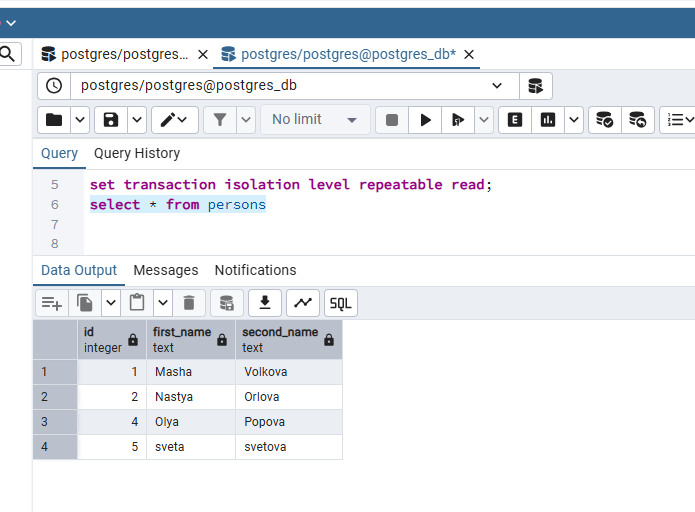 postgres/postgres... postgres/postgres@postgres_db*
postgres/postgres@postgres_db
No limit
E
Query Query History
5 set transaction isolation level repeatable read;
6 select * from persons
7
8
Data Output Messages Notifications
SQL
id first_name second_name
integer text text
1 1 Masha Volkova
2 2 Nastya Orlova
3 4 Olya Popova
4 5 sveta svetova